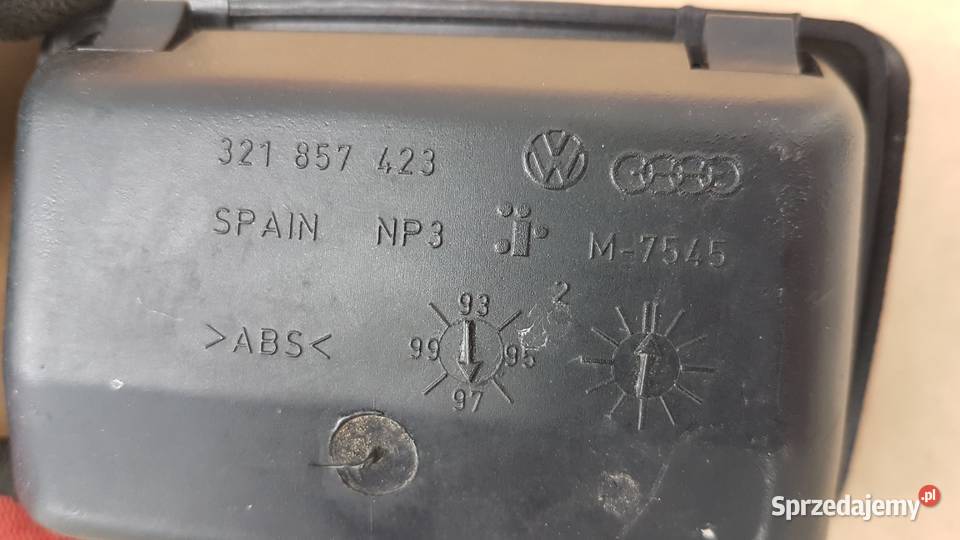 321 857 423
SPAIN NP3 M-7545
2
>ABS<
93
99 95
97
Sprzedajemy.pl